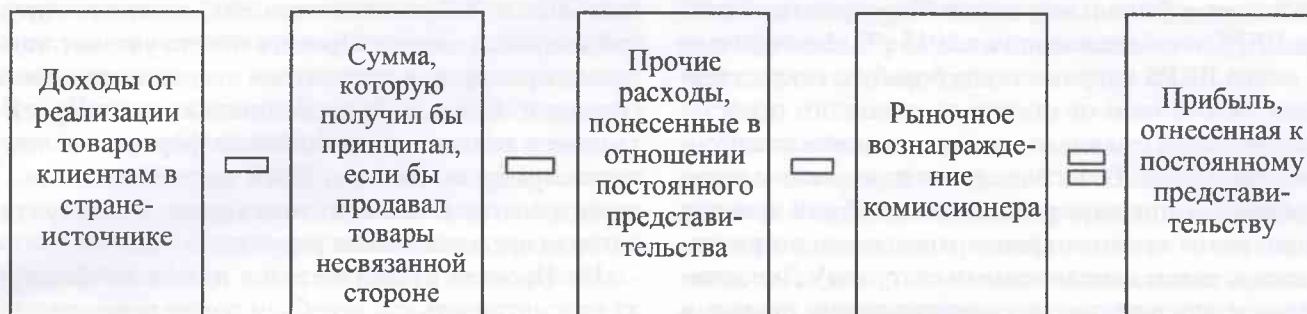 Доходы от
реализации
товаров
клиентам в
стране-
источнике
Сумма,
которую
получил бы
принципал,
если бы
продавал
товары
несвязанной
стороне
Прочие
расходы,
понесенные в
отношении
постоянного
представи-
тельства
Рыночное
вознагражде-
ние
комиссионера
Прибыль,
отнесенная к
постоянному
представи-
тельству